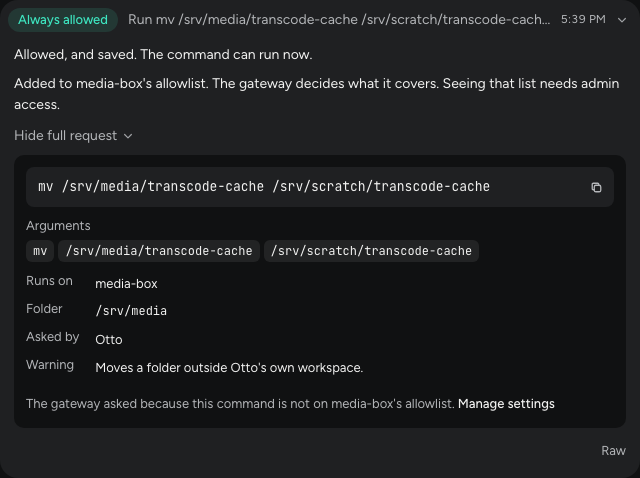 Always allowed Run mv /srv/media/transcode-cache /srv/scratch/transcode-cach... 5:39 PM
Allowed, and saved. The command can run now.
Added to media-box's allowlist. The gateway decides what it covers. Seeing that list needs admin
access.
Hide full request
mv /srv/media/transcode-cache /srv/scratch/transcode-cache
Arguments
mv /srv/media/transcode-cache /srv/scratch/transcode-cache
Runs on media-box
Folder /srv/media
Asked by Otto
Warning Moves a folder outside Otto's own workspace.
The gateway asked because this command is not on media-box's allowlist. Manage settings
Raw